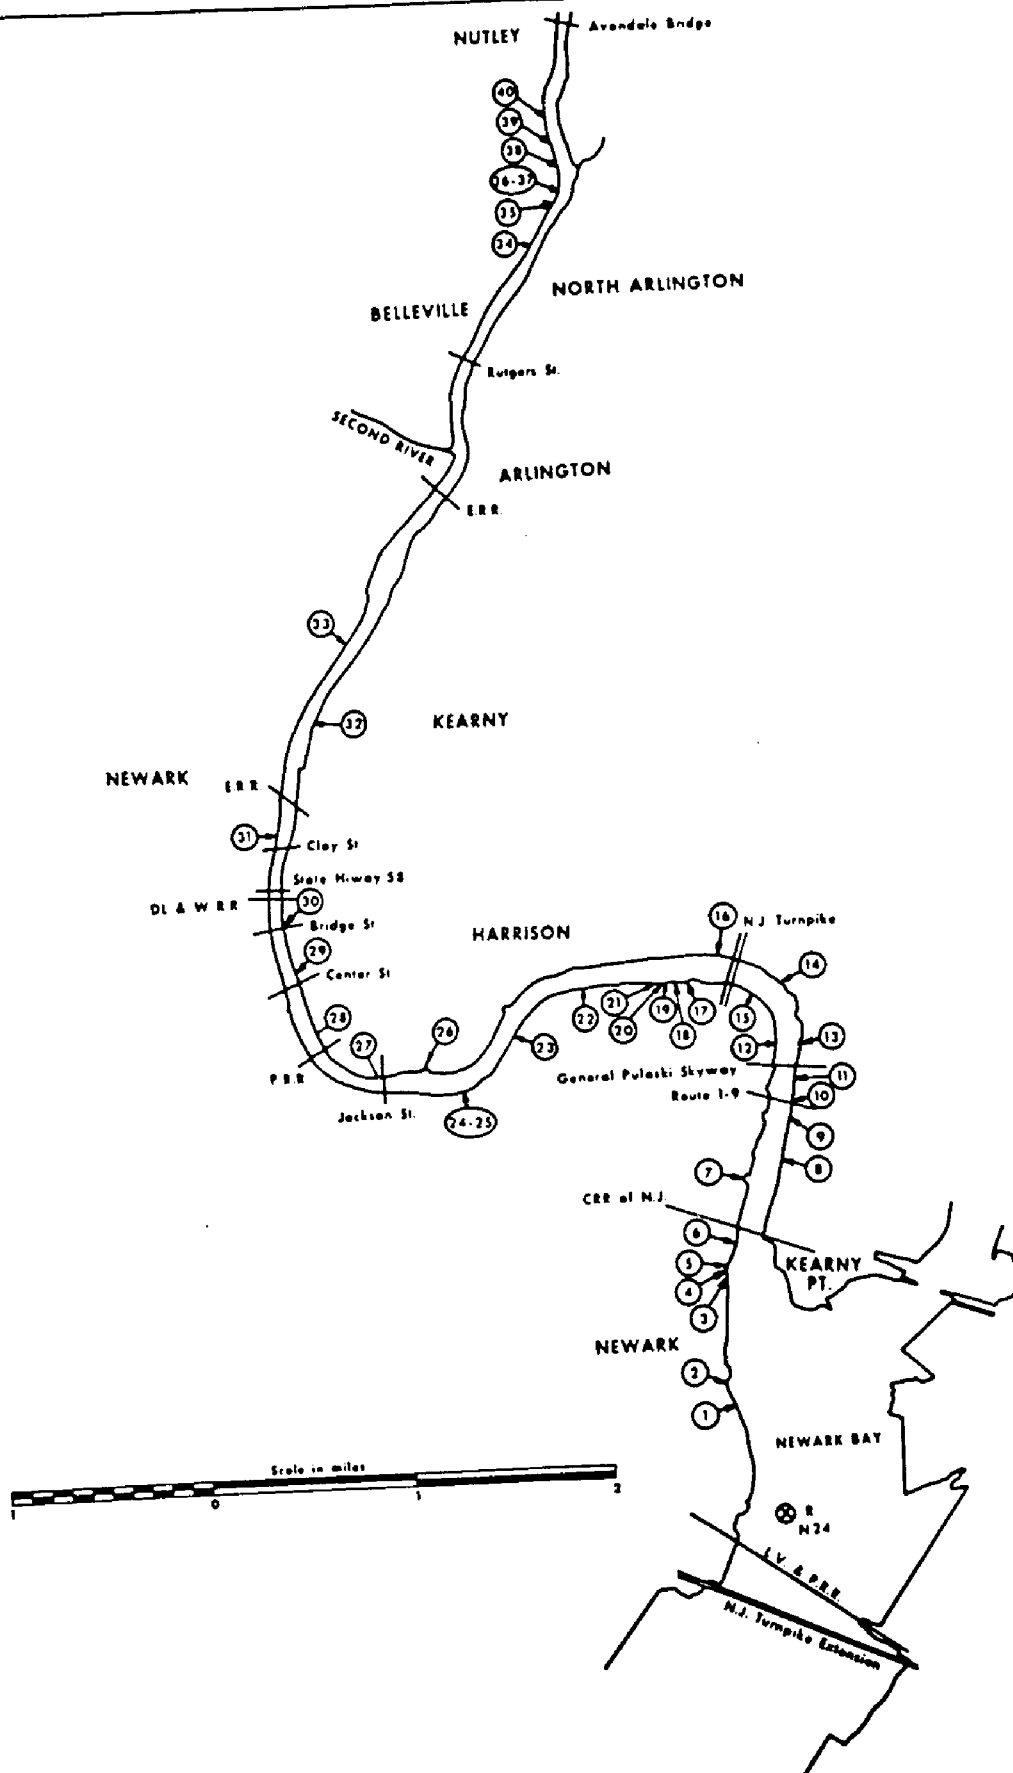 NUTLEY
Avondale Bridge
40
39
38
36-37
35
34
NORTH ARLINGTON
BELLEVILLE
Rutgers St.
SECOND RIVER
ARLINGTON
E.R.R.
33
32
KEARNY
NEWARK
E.R.R.
31
Clay St
State Hiway 58
DL & W R R
30
Bridge St
HARRISON
16
N.J. Turnpike
29
Center St
14
21
22
20
19
18
17
15
28
26
27
23
12
13
P.R.R
General Pulaski Skyway
11
Route 1-9
10
Jackson St.
24-25
9
8
7
CRR of N.J.
6
5
4
3
KEARNY
PT.
NEWARK
2
1
NEWARK BAY
Scale in miles
1 0 1 2
R
N24
L.V. & P.R.R.
N.J. Turnpike Extension